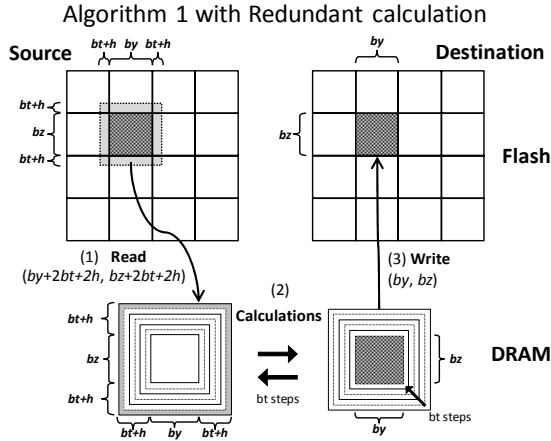 Algorithm 1 with Redundant calculation
Source
bt+h by bt+h
by
Destination
bt+h
bz
bt+h
bz
Flash
(1) Read
(by+2bt+2h, bz+2bt+2h)
(3) Write
(by, bz)
(2)
Calculations
bt steps
bt+h
bz
bt+h
bt+h by bt+h
bz
DRAM
by
bt steps